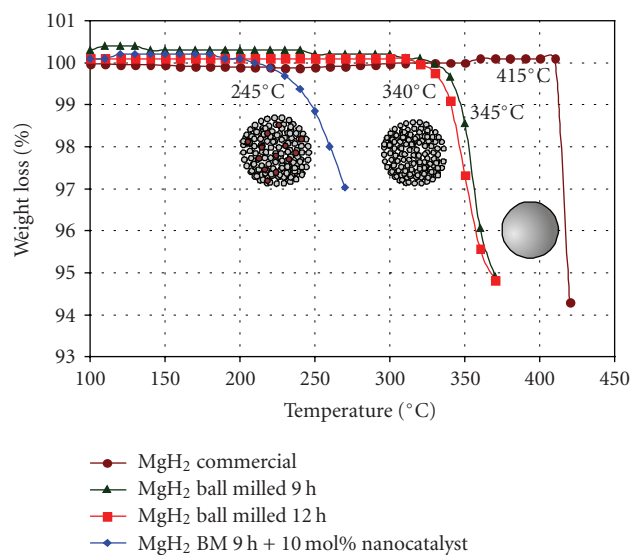 101
100
99
98
97
96
95
94
93
Weight loss (%)
245°C
340°C
415°C
345°C
100 150 200 250 300 350 400 450
Temperature (°C)
MgH₂ commercial
MgH₂ ball milled 9 h
MgH₂ ball milled 12 h
MgH₂ BM 9 h + 10 mol% nanocatalyst